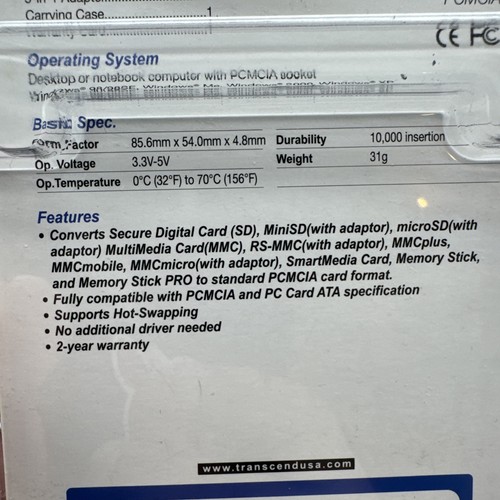 Carrying Case......................1
Warranty Card......................1
CE FC
Operating System
Desktop or notebook computer with PCMCIA socket
Basic Spec.
Form Factor 85.6mm x 54.0mm x 4.8mm Durability 10,000 insertion
Op. Voltage 3.3V-5V Weight 31g
Op.Temperature 0°C (32°F) to 70°C (156°F)
Features
• Converts Secure Digital Card (SD), MiniSD(with adaptor), microSD(with
adaptor) MultiMedia Card(MMC), RS-MMC(with adaptor), MMCplus,
MMCmobile, MMCmicro(with adaptor), SmartMedia Card, Memory Stick,
and Memory Stick PRO to standard PCMCIA card format.
• Fully compatible with PCMCIA and PC Card ATA specification
• Supports Hot-Swapping
• No additional driver needed
• 2-year warranty
www.transcendusa.com